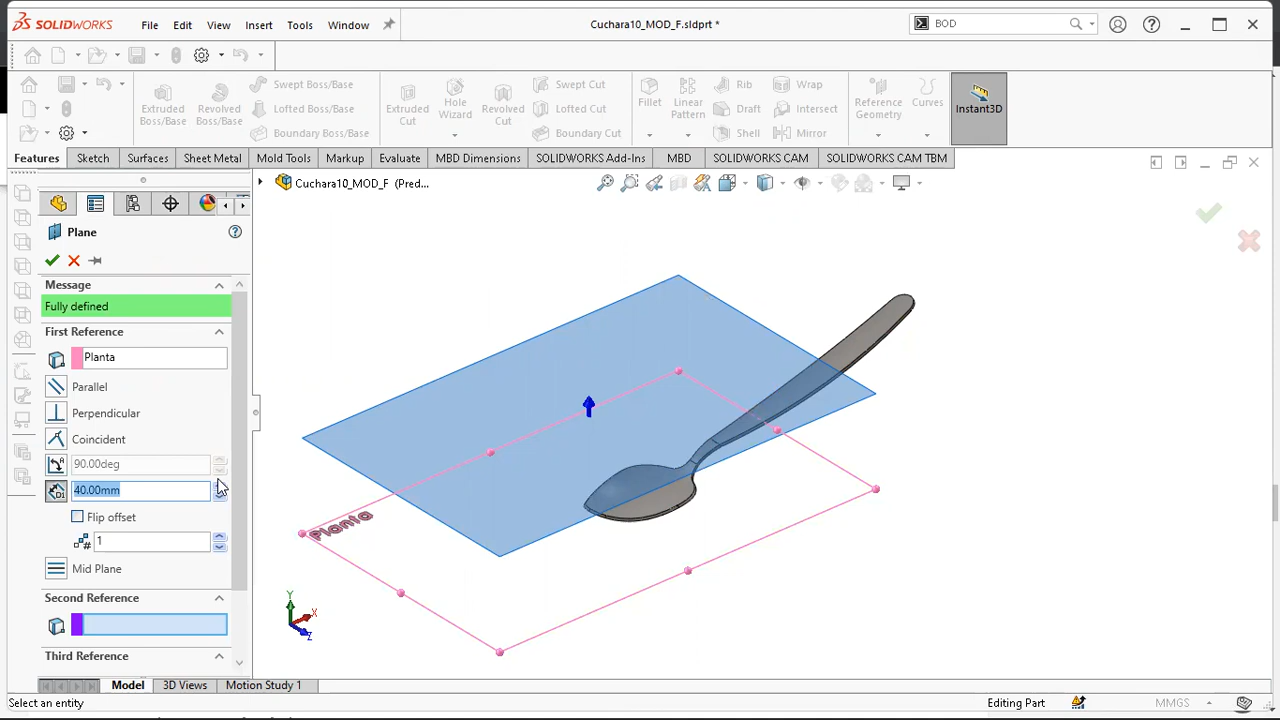 SOLIDWORKS File Edit View Insert Tools Window Cuchara10_MOD_F.sldprt * BOD
Extruded Boss/Base
Revolved Boss/Base
Swept Boss/Base
Lofted Boss/Base
Boundary Boss/Base
Extruded Cut
Hole Wizard
Revolved Cut
Swept Cut
Lofted Cut
Boundary Cut
Fillet
Linear Pattern
Rib
Draft
Shell
Wrap
Intersect
Mirror
Reference Geometry
Curves
Instant3D
Features Sketch Surfaces Sheet Metal Mold Tools Markup Evaluate MBD Dimensions SOLIDWORKS Add-Ins MBD SOLIDWORKS CAM SOLIDWORKS CAM TBM
Cuchara10_MOD_F (Pred...
Plane
Message
Fully defined
First Reference
Planta
Parallel
Perpendicular
Coincident
90.00deg
40.00mm
Flip offset
1
Mid Plane
Second Reference
Third Reference
Planta
Y
X
Z
Model 3D Views Motion Study 1
Select an entity Editing Part MMGS